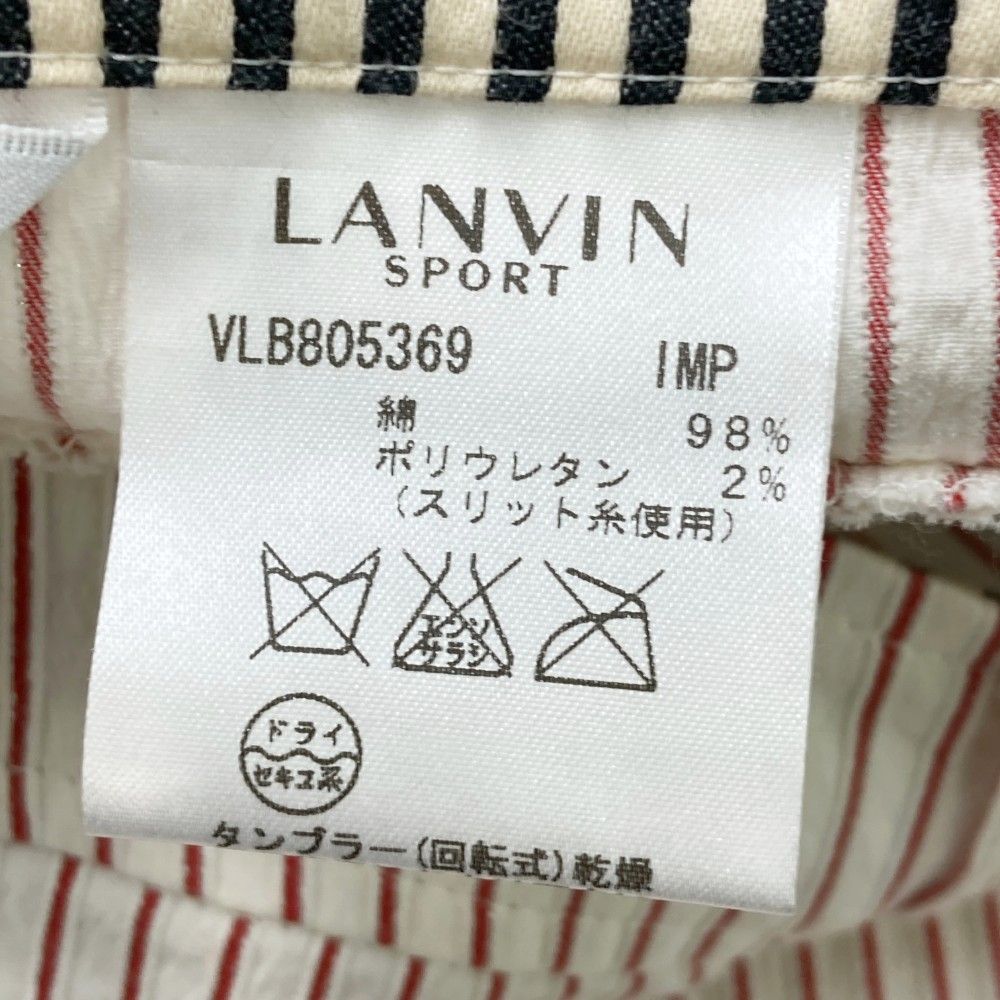 LANVIN
SPORT
VLB805369 IMP
綿 98%
ポリウレタン 2%
(スリット糸使用)
エンソ
サラシ
ドライ
セキユ系
タンブラー(回転式)乾燥